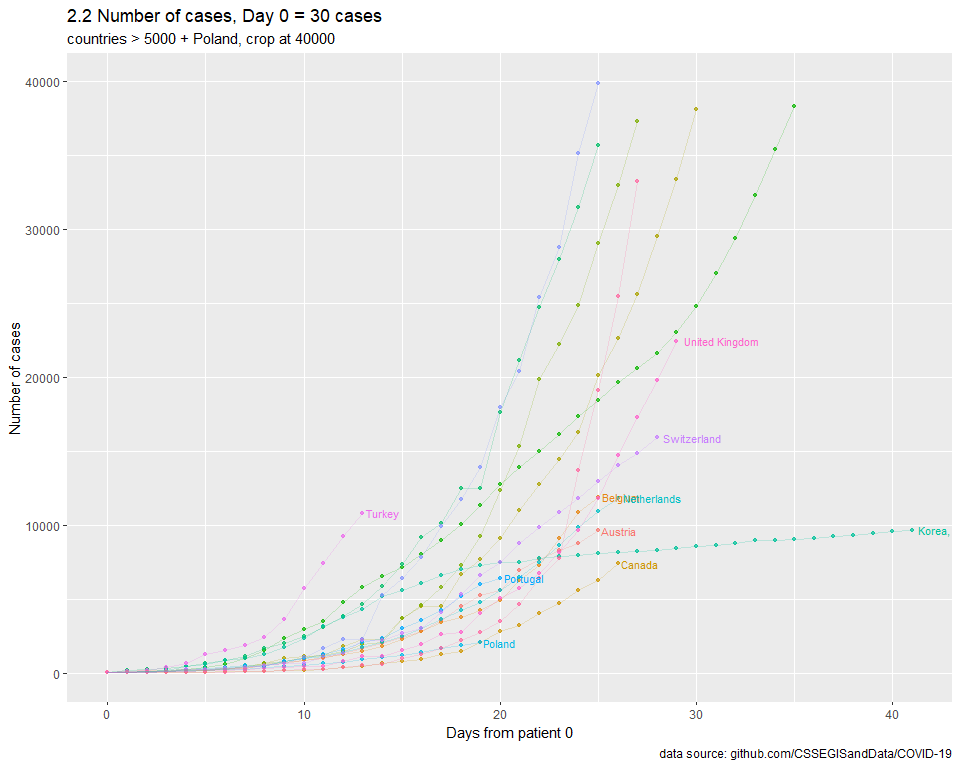 2.2 Number of cases, Day 0 = 30 cases
countries > 5000 + Poland, crop at 40000
40000
30000
20000
10000
0
Number of cases
United Kingdom
Switzerland
Belgium
Netherlands
Turkey
Austria
Korea,
Canada
Portugal
Poland
0
10
20
30
40
Days from patient 0
data source: github.com/CSSEGISandData/COVID-19